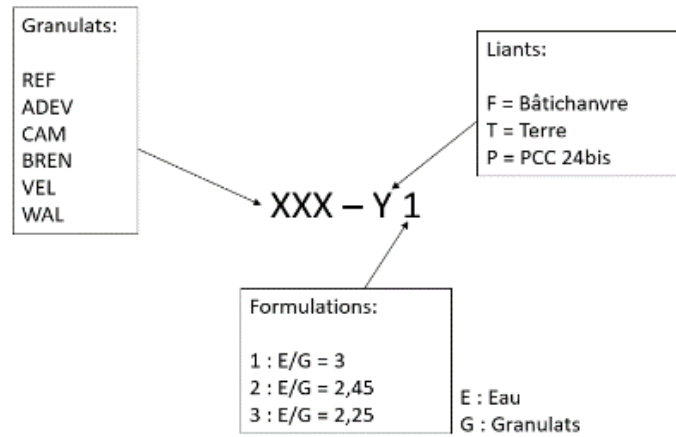 Granulats:
REF
ADEV
CAM
BREN
VEL
WAL
Liants:
F = Bâtichanvre
T = Terre
P = PCC 24bis
XXX – Y 1
Formulations:
1 : E/G = 3
2 : E/G = 2,45
3 : E/G = 2,25
E : Eau
G : Granulats